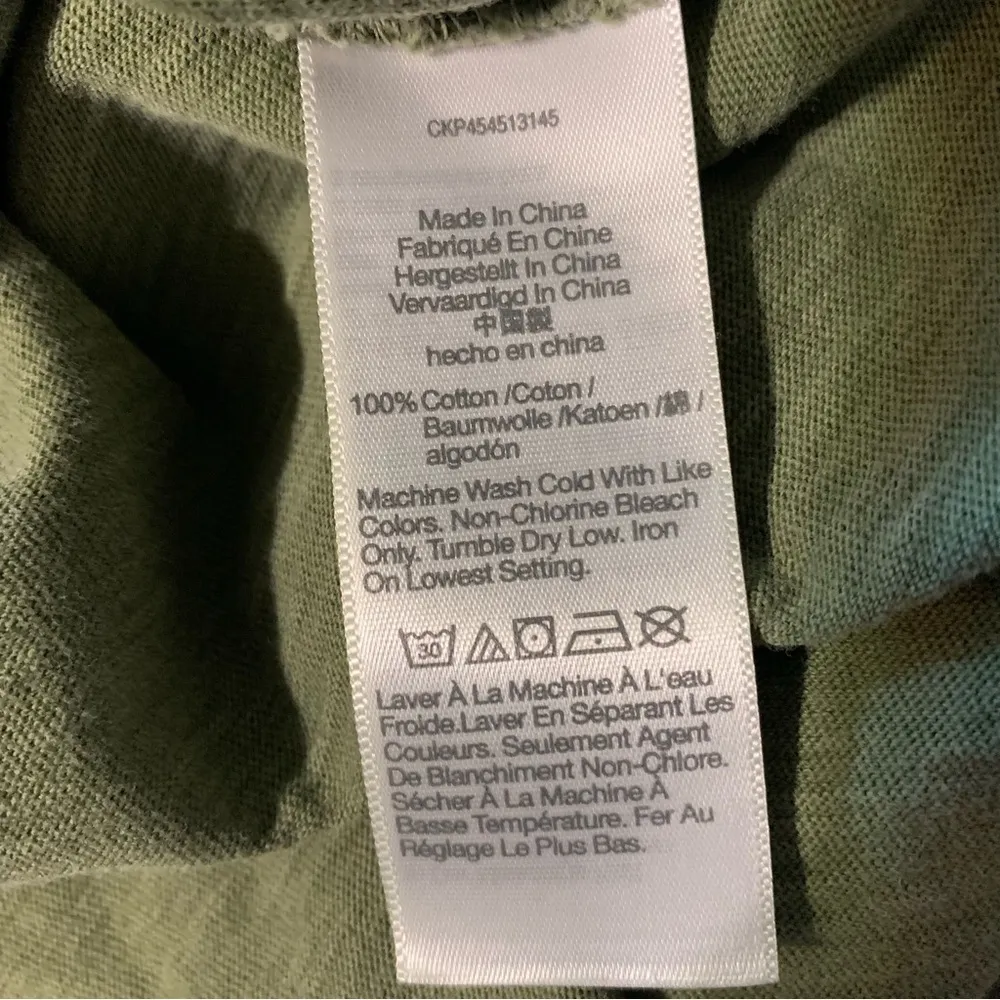 CKP454513145
Made In China
Fabriqué En Chine
Hergestellt In China
Vervaardigd In China
中国製
hecho en china
100% Cotton /Coton /
Baumwolle /Katoen /綿 /
algodón
Machine Wash Cold With Like
Colors. Non-Chlorine Bleach
Only. Tumble Dry Low. Iron
On Lowest Setting.
30
Laver À La Machine À L'eau
Froide.Laver En Séparant Les
Couleurs. Seulement Agent
De Blanchiment Non-Chlore.
Sécher À La Machine À
Basse Température. Fer Au
Réglage Le Plus Bas.